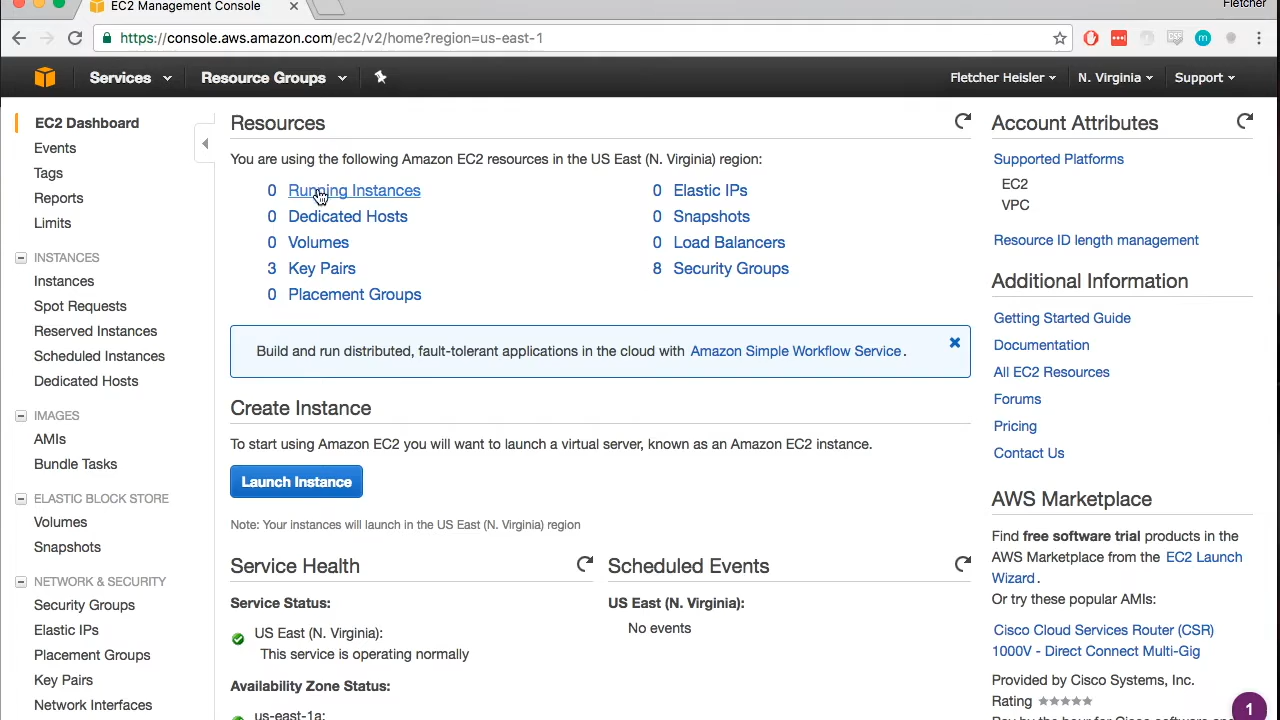 EC2 Management Console
Fletcher
https://console.aws.amazon.com/ec2/v2/home?region=us-east-1
Services
Resource Groups
Fletcher Heisler
N. Virginia
Support
EC2 Dashboard
Events
Tags
Reports
Limits
INSTANCES
Instances
Spot Requests
Reserved Instances
Scheduled Instances
Dedicated Hosts
IMAGES
AMIs
Bundle Tasks
ELASTIC BLOCK STORE
Volumes
Snapshots
NETWORK & SECURITY
Security Groups
Elastic IPs
Placement Groups
Key Pairs
Network Interfaces
Resources
You are using the following Amazon EC2 resources in the US East (N. Virginia) region:
0 Running Instances
0 Elastic IPs
0 Dedicated Hosts
0 Snapshots
0 Volumes
0 Load Balancers
3 Key Pairs
8 Security Groups
0 Placement Groups
Build and run distributed, fault-tolerant applications in the cloud with Amazon Simple Workflow Service.
Create Instance
To start using Amazon EC2 you will want to launch a virtual server, known as an Amazon EC2 instance.
Launch Instance
Note: Your instances will launch in the US East (N. Virginia) region
Service Health
Service Status:
US East (N. Virginia):
This service is operating normally
Availability Zone Status:
us-east-1a:
Scheduled Events
US East (N. Virginia):
No events
Account Attributes
Supported Platforms
EC2
VPC
Resource ID length management
Additional Information
Getting Started Guide
Documentation
All EC2 Resources
Forums
Pricing
Contact Us
AWS Marketplace
Find free software trial products in the
AWS Marketplace from the EC2 Launch
Wizard.
Or try these popular AMIs:
Cisco Cloud Services Router (CSR)
1000V - Direct Connect Multi-Gig
Provided by Cisco Systems, Inc.
Rating
1